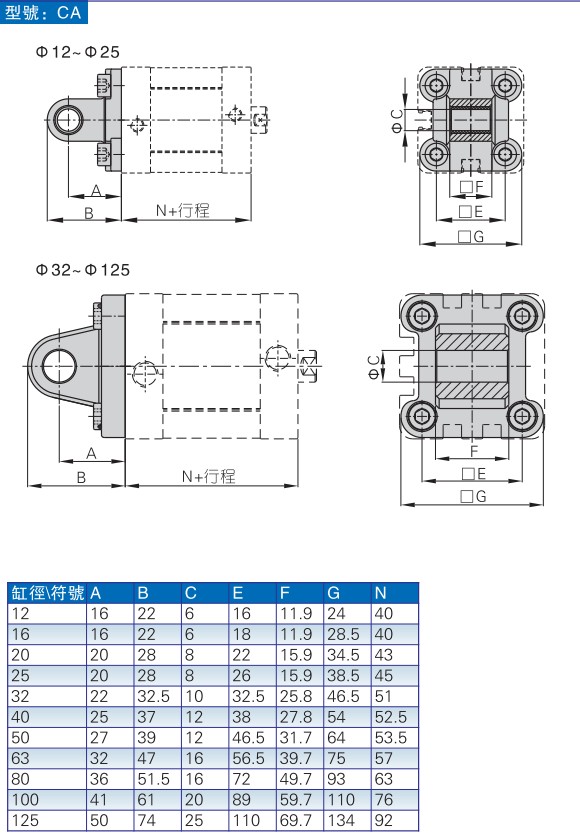 型號：CA
Φ12~Φ25
ΦC
A
□F
B
N+行程
□E
□G
Φ32~Φ125
ΦC
A
F
B
N+行程
□E
□G
缸徑\符號 A B C E F G N
12 16 22 6 16 11.9 24 40
16 16 22 6 18 11.9 28.5 40
20 20 28 8 22 15.9 34.5 43
25 20 28 8 26 15.9 38.5 45
32 22 32.5 10 32.5 25.8 46.5 51
40 25 37 12 38 27.8 54 52.5
50 27 39 12 46.5 31.7 64 53.5
63 32 47 16 56.5 39.7 75 57
80 36 51.5 16 72 49.7 93 63
100 41 61 20 89 59.7 110 76
125 50 74 25 110 69.7 134 92